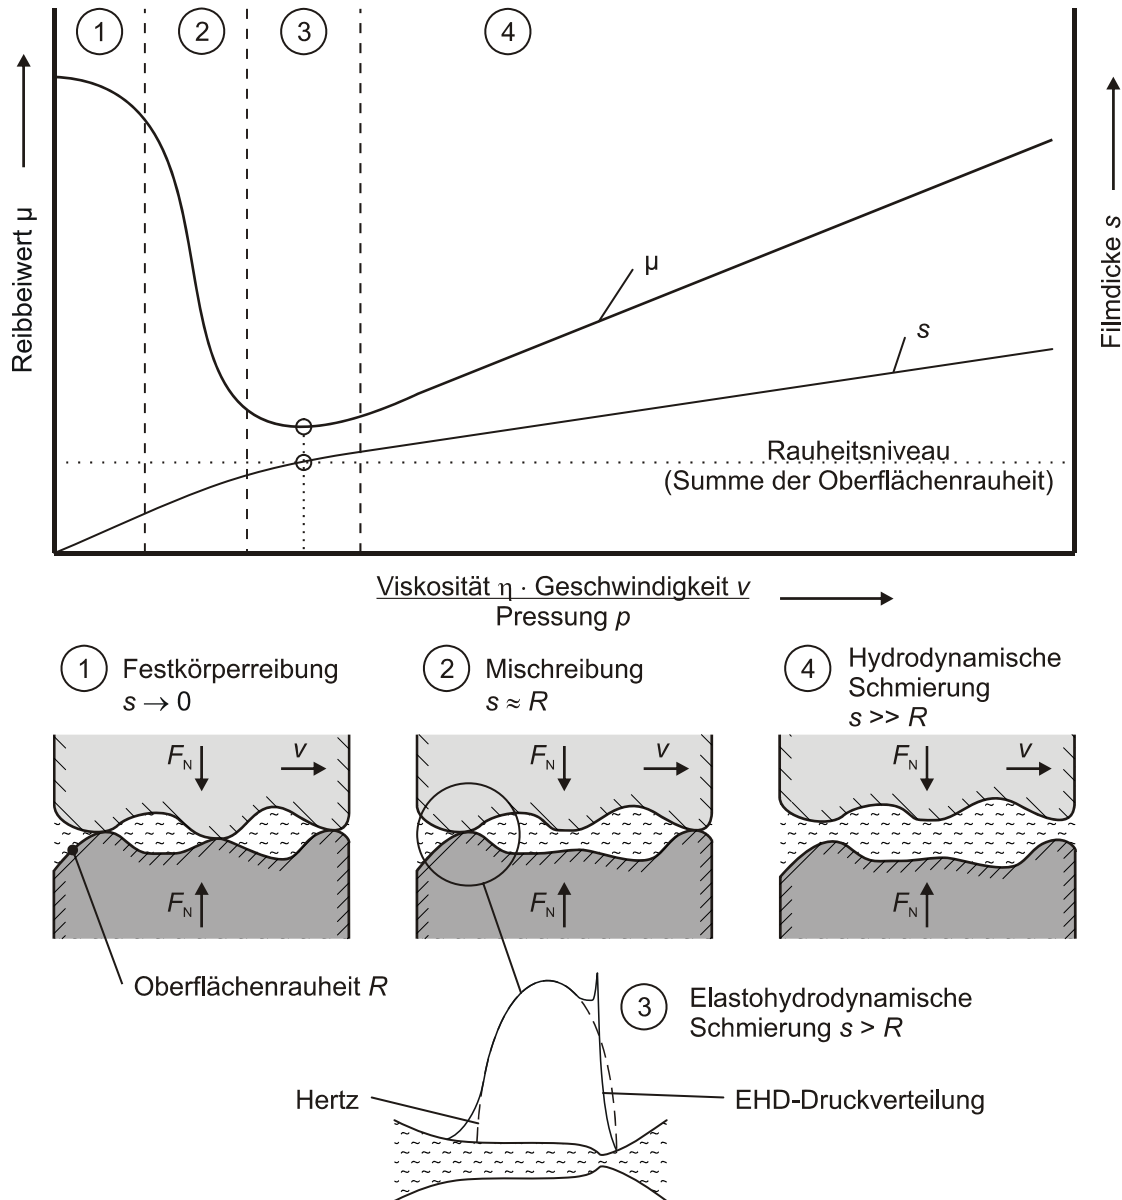 1
2
3
4
Reibbeiwert μ
Filmdicke s
μ
s
Rauheitsniveau
(Summe der Oberflächenrauheit)
Viskosität η · Geschwindigkeit v
Pressung p
1 Festkörperreibung
s → 0
2 Mischreibung
s ≈ R
4 Hydrodynamische
Schmierung
s >> R
F_N v
F_N v
F_N v
F_N
F_N
F_N
Oberflächenrauheit R
3 Elastohydrodynamische
Schmierung s > R
Hertz
EHD-Druckverteilung